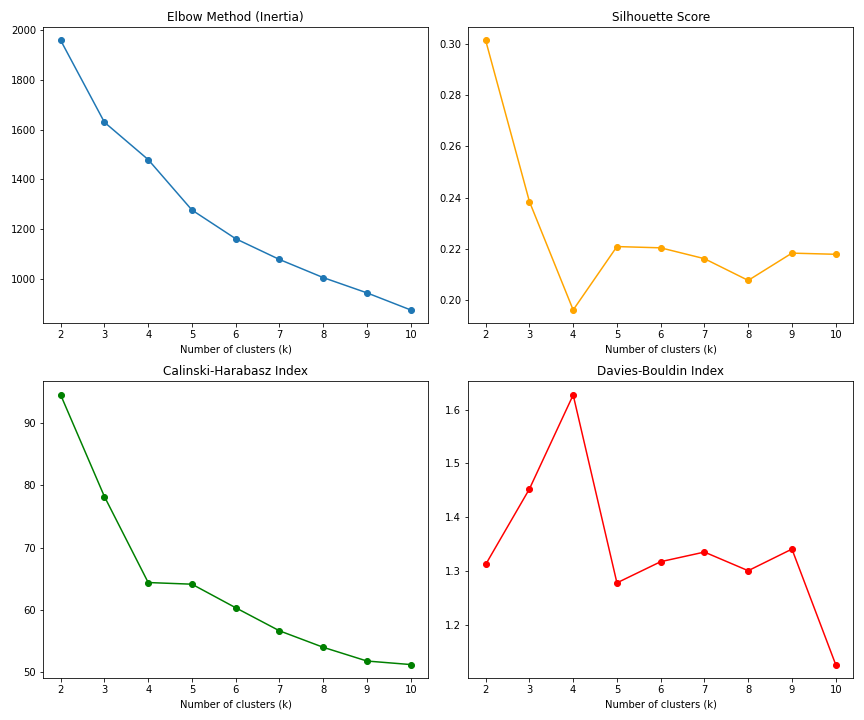 Elbow Method (Inertia)
2000
1800
1600
1400
1200
1000
2 3 4 5 6 7 8 9 10
Number of clusters (k)
Silhouette Score
0.30
0.28
0.26
0.24
0.22
0.20
2 3 4 5 6 7 8 9 10
Number of clusters (k)
Calinski-Harabasz Index
90
80
70
60
50
2 3 4 5 6 7 8 9 10
Number of clusters (k)
Davies-Bouldin Index
1.6
1.5
1.4
1.3
1.2
2 3 4 5 6 7 8 9 10
Number of clusters (k)